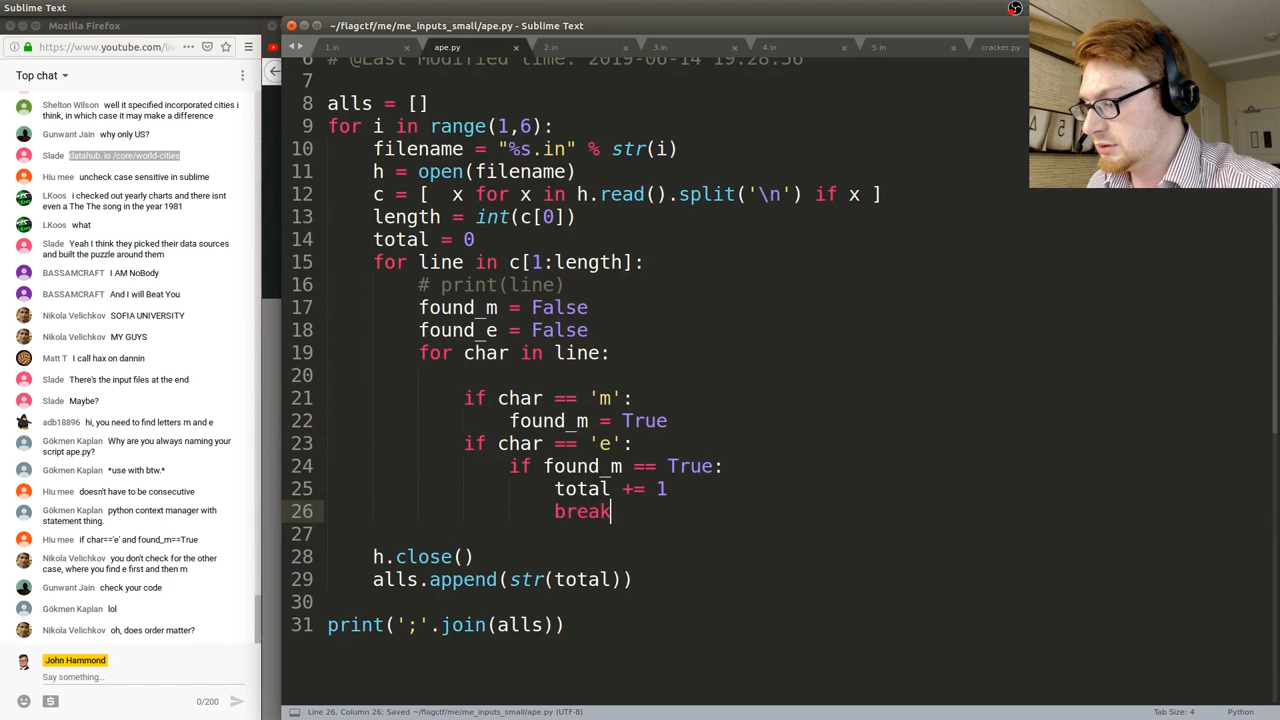 Sublime Text
Mozilla Firefox
https://www.youtube.com/liv
Top chat
Shelton Wilson well it specified incorporated cities i
think, in which case it may make a difference
Gunwant Jain why only US?
Slade datahub. io /core/world-cities
Hiu mee uncheck case sensitive in sublime
LKoos i checked out yearly charts and there isnt
even a The The song in the year 1981
LKoos what
Slade Yeah I think they picked their data sources
and built the puzzle around them
BASSAMCRAFT I AM NoBody
BASSAMCRAFT And I will Beat You
Nikola Velichkov SOFIA UNIVERSITY
Nikola Velichkov MY GUYS
Matt T I call hax on dannin
Slade There's the input files at the end
Slade Maybe?
adb18896 hi, you need to find letters m and e
Gökmen Kaplan Why are you always naming your
script ape.py?
Gökmen Kaplan *use with btw.*
Hiu mee doesn't have to be consecutive
Gökmen Kaplan python context manager with
statement thing.
Hiu mee if char=='e' and found_m==True
Nikola Velichkov you don't check for the other
case, where you find e first and then m
Gunwant Jain check your code
Gökmen Kaplan lol
Nikola Velichkov oh, does order matter?
John Hammond
Say something...
0/200
~/flagctf/me/me_inputs_small/ape.py - Sublime Text
1.in ape.py 2.in 3.in 4.in 5.in cracker.py
6 # @Last Modified time: 2019-06-14 19:28:56
7
8 alls = []
9 for i in range(1,6):
10 filename = "%s.in" % str(i)
11 h = open(filename)
12 c = [ x for x in h.read().split('\n') if x ]
13 length = int(c[0])
14 total = 0
15 for line in c[1:length]:
16 # print(line)
17 found_m = False
18 found_e = False
19 for char in line:
20
21 if char == 'm':
22 found_m = True
23 if char == 'e':
24 if found_m == True:
25 total += 1
26 break
27
28 h.close()
29 alls.append(str(total))
30
31 print(';'.join(alls))
Line 26, Column 26; Saved ~/flagctf/me/me_inputs_small/ape.py (UTF-8)
Tab Size: 4
Python